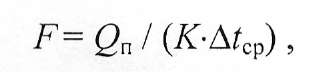 F = Qп / (K·Δtср) ,